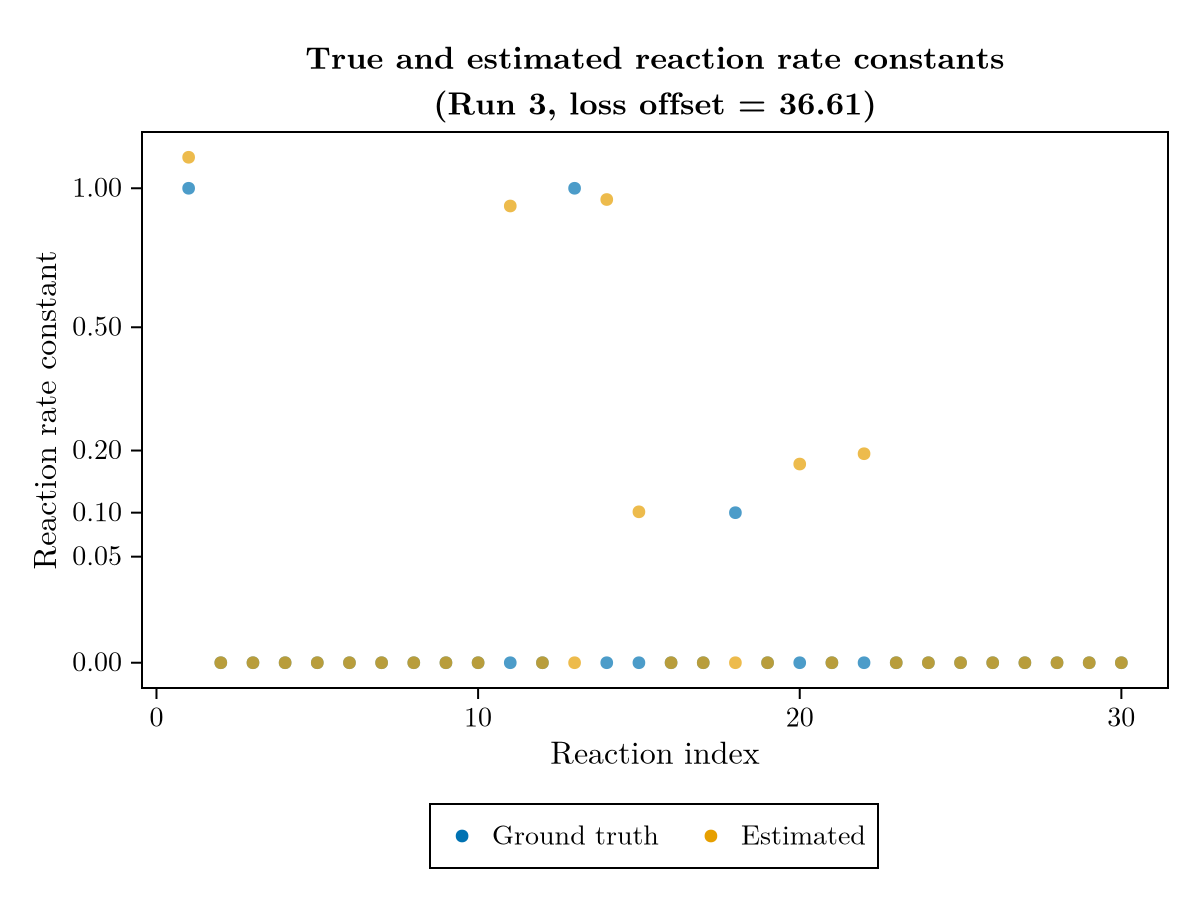 True and estimated reaction rate constants
(Run 3, loss offset = 36.61)
Reaction rate constant
1.00
0.50
0.20
0.10
0.05
0.00
0 10 20 30
Reaction index
Ground truth Estimated